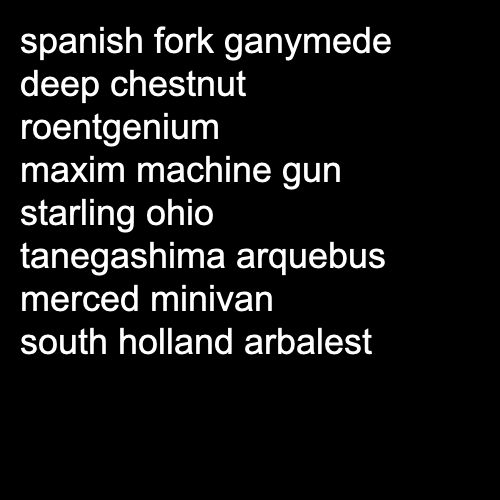 spanish fork ganymede
deep chestnut
roentgenium
maxim machine gun
starling ohio
tanegashima arquebus
merced minivan
south holland arbalest